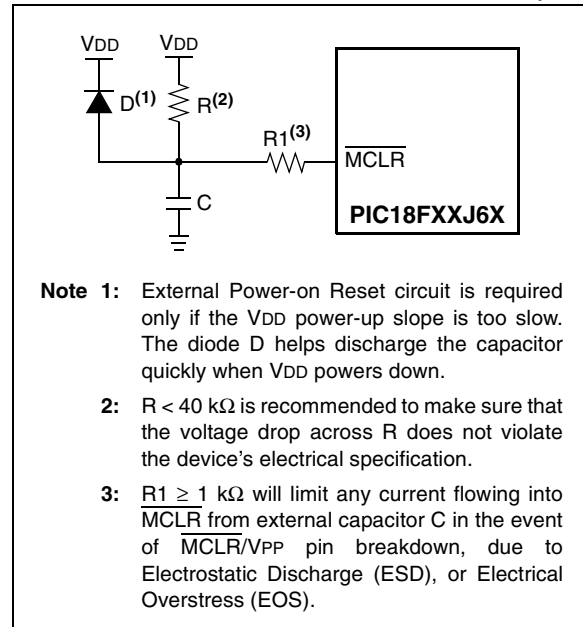 VDD VDD
D(1) R(2)
R1(3)
MCLR
C
PIC18FXXJ6X
Note 1: External Power-on Reset circuit is required
only if the VDD power-up slope is too slow.
The diode D helps discharge the capacitor
quickly when VDD powers down.
2: R < 40 kΩ is recommended to make sure that
the voltage drop across R does not violate
the device's electrical specification.
3: R1 ≥ 1 kΩ will limit any current flowing into
MCLR from external capacitor C in the event
of MCLR/VPP pin breakdown, due to
Electrostatic Discharge (ESD), or Electrical
Overstress (EOS).